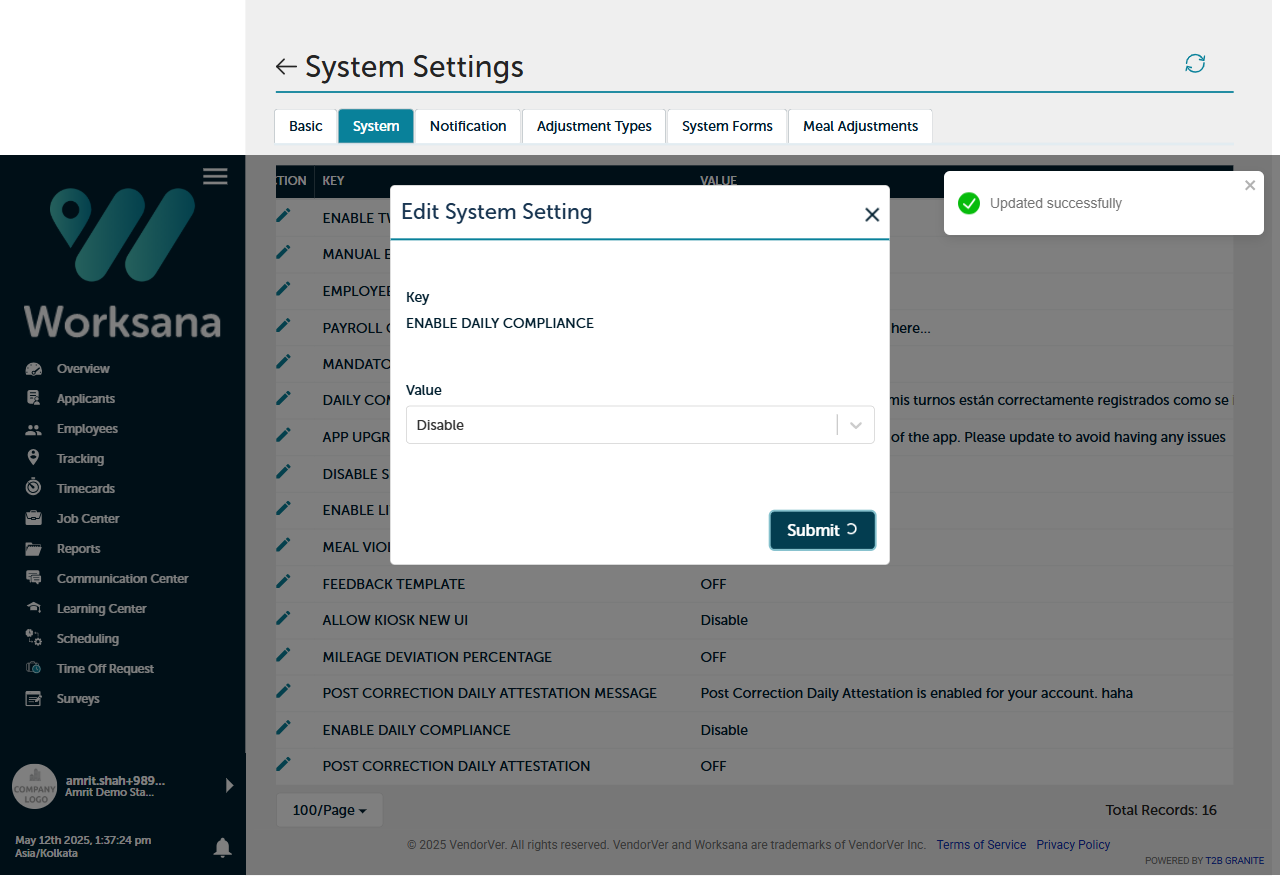 ← System Settings
Basic
System
Notification
Adjustment Types
System Forms
Meal Adjustments
Worksana
Overview
Applicants
Employees
Tracking
Timecards
Job Center
Reports
Communication Center
Learning Center
Scheduling
Time Off Request
Surveys
COMPANY
LOGO
amrit.shah+989...
Amrit Demo Sta...
May 12th 2025, 1:37:24 pm
Asia/Kolkata
TION KEY VALUE
ENABLE
MANUAL
EMPLOYEE
PAYROLL here...
DAILY turnos están correctamente registrados como se
APP of the app. Please update to avoid having any issues
DISABLE
ENABLE
MEAL
FEEDBACK TEMPLATE OFF
ALLOW KIOSK NEW UI Disable
MILEAGE DEVIATION PERCENTAGE OFF
POST CORRECTION DAILY ATTESTATION MESSAGE Post Correction Daily Attestation is enabled for your account. haha
ENABLE DAILY COMPLIANCE Disable
POST CORRECTION DAILY ATTESTATION OFF
Edit System Setting
Key
ENABLE DAILY COMPLIANCE
Value
Disable
Submit
Updated successfully
100/Page
Total Records: 16
© 2025 VendorVer. All rights reserved. VendorVer and Worksana are trademarks of VendorVer Inc. Terms of Service Privacy Policy
POWERED BY T2B GRANITE